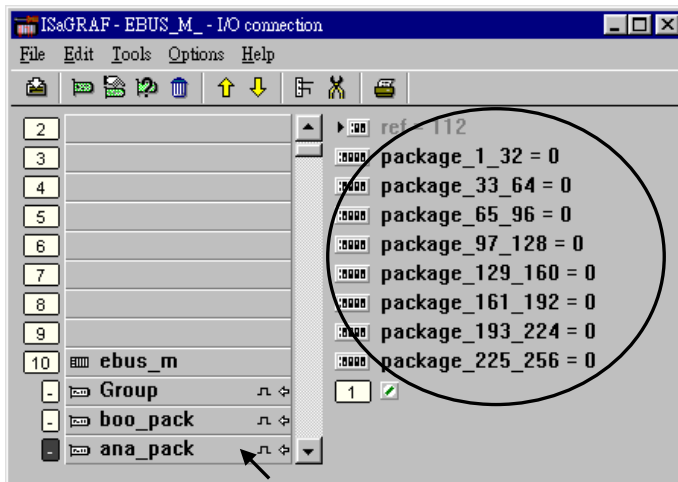 ISaGRAF - EBUS_M_ - I/O connection
File Edit Tools Options Help
2
3
4
5
6
7
8
9
10 ebus_m
- Group
- boo_pack
- ana_pack
ref = 112
package_1_32 = 0
package_33_64 = 0
package_65_96 = 0
package_97_128 = 0
package_129_160 = 0
package_161_192 = 0
package_193_224 = 0
package_225_256 = 0
1